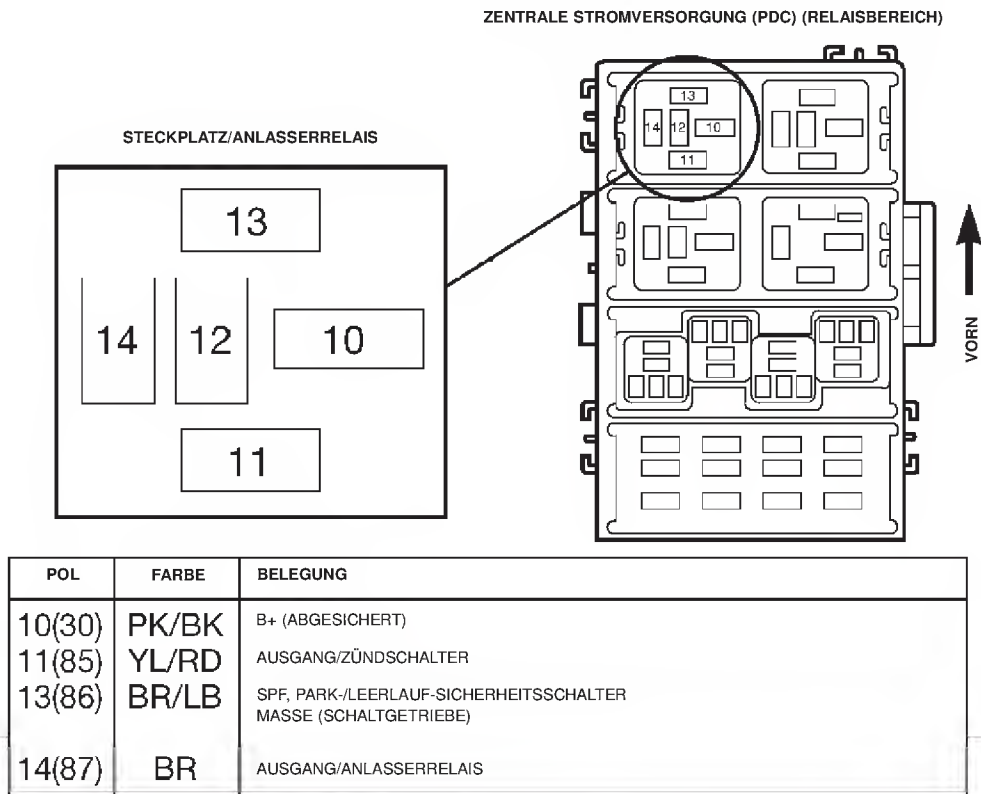 ZENTRALE STROMVERSORGUNG (PDC) (RELAISBEREICH)
STECKPLATZ/ANLASSERRELAIS
13
14 12 10
11
13
14 12 10
11
VORN
POL FARBE BELEGUNG
10(30) PK/BK B+ (ABGESICHERT)
11(85) YL/RD AUSGANG/ZÜNDSCHALTER
13(86) BR/LB SPF, PARK-/LEERLAUF-SICHERHEITSSCHALTER
MASSE (SCHALTGETRIEBE)
14(87) BR AUSGANG/ANLASSERRELAIS